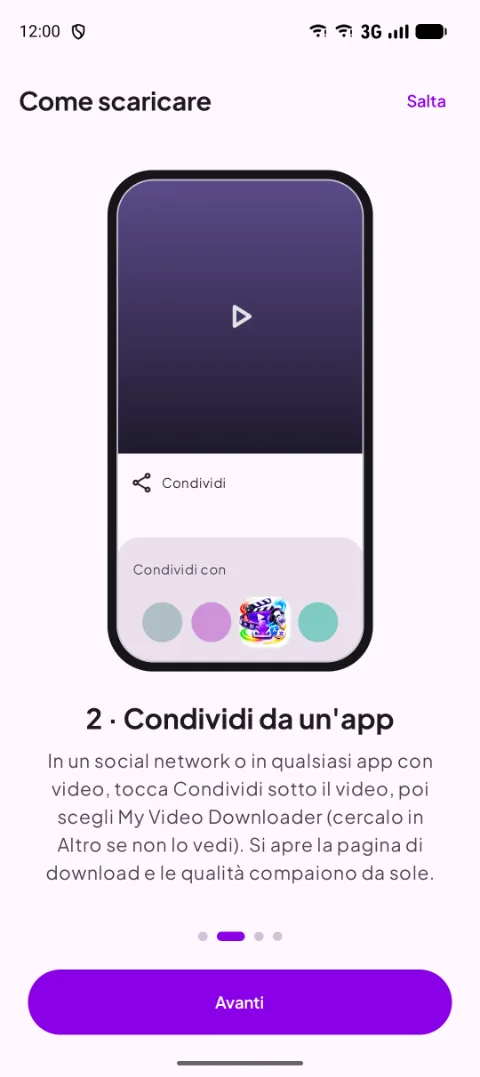 12:00
3G
Come scaricare
Salta
Condividi
Condividi con
2 · Condividi da un'app
In un social network o in qualsiasi app con
video, tocca Condividi sotto il video, poi
scegli My Video Downloader (cercalo in
Altro se non lo vedi). Si apre la pagina di
download e le qualità compaiono da sole.
Avanti